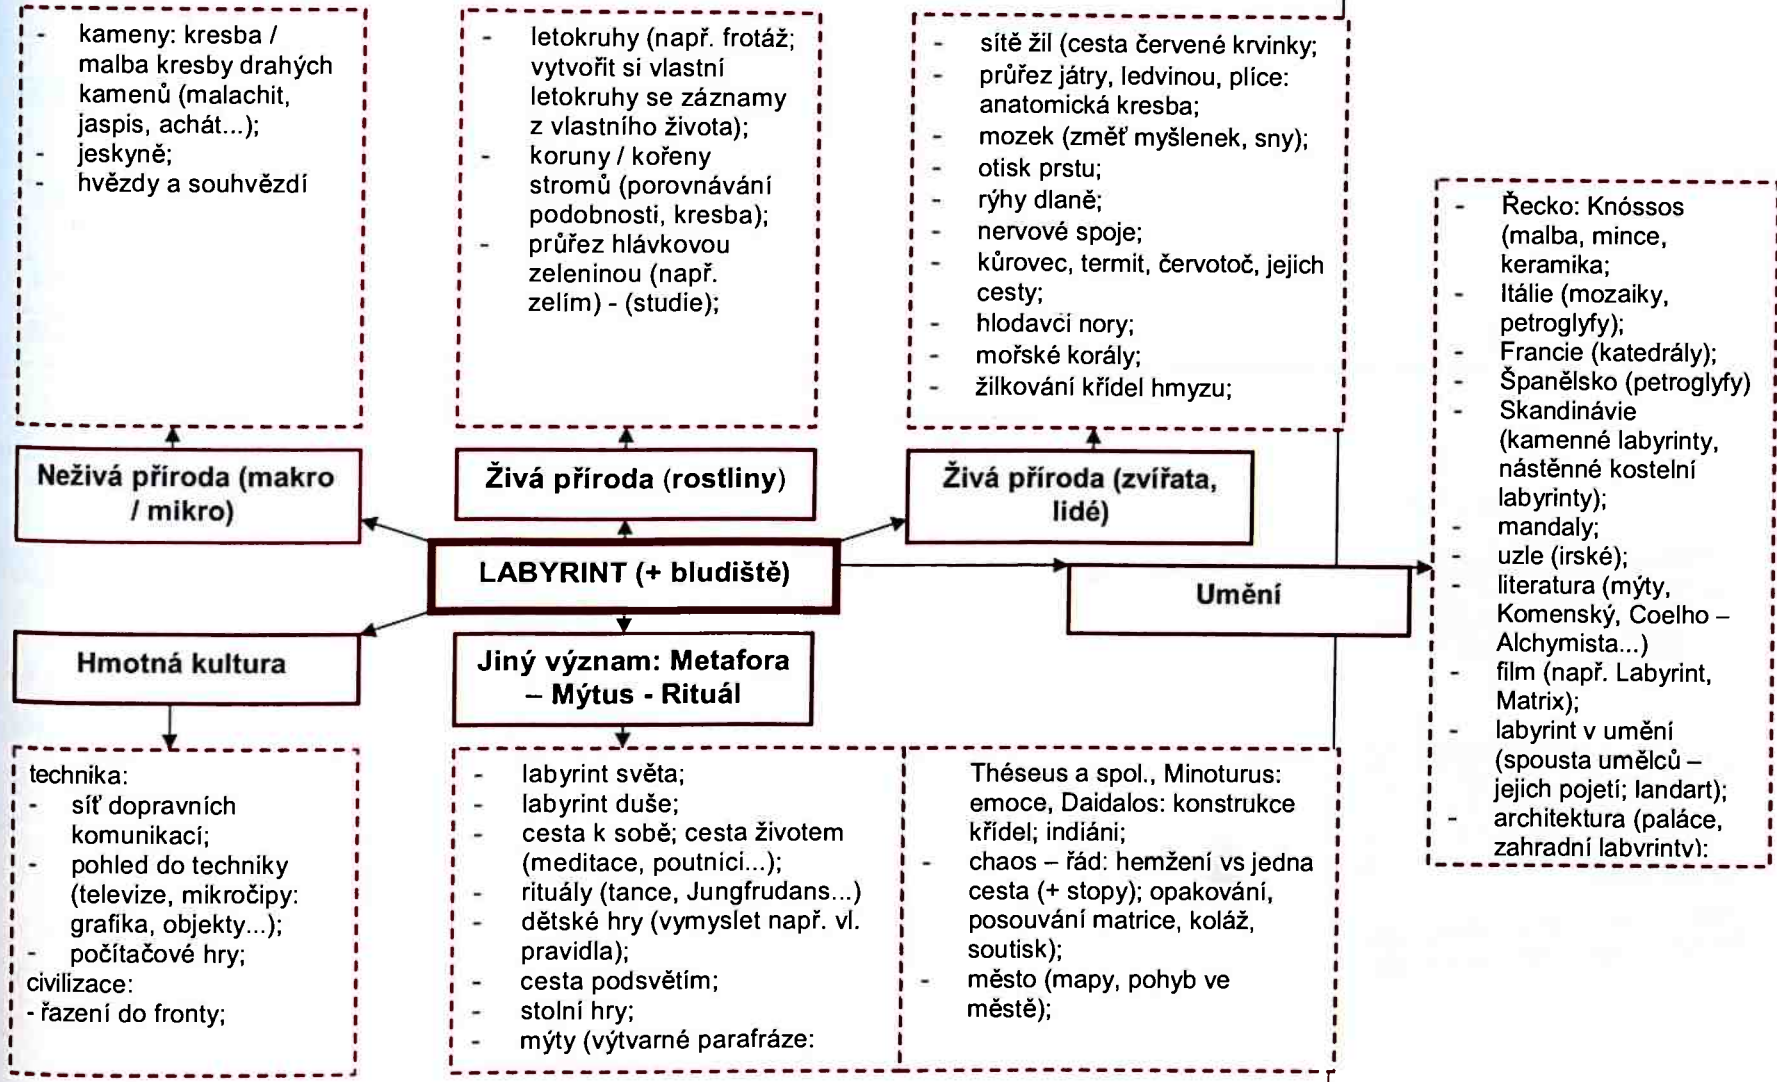 - kameny: kresba /
malba kresby drahých
kamenů (malachit,
jaspis, achát...);
- jeskyně;
- hvězdy a souhvězdí
- letokruhy (např. frotáž;
vytvořit si vlastní
letokruhy se záznamy
z vlastního života);
- koruny / kořeny
stromů (porovnávání
podobnosti, kresba);
- průřez hlávkovou
zeleninou (např.
zelím) - (studie);
- sítě žil (cesta červené krvinky;
- průřez játry, ledvinou, plíce:
anatomická kresba;
- mozek (změť myšlenek, sny);
- otisk prstu;
- rýhy dlaně;
- nervové spoje;
- kůrovec, termit, červotoč, jejich
cesty;
- hlodavci nory;
- mořské korály;
- žilkování křídel hmyzu;
Neživá příroda (makro
/ mikro)
Živá příroda (rostliny)
Živá příroda (zvířata,
lidé)
LABYRINT (+ bludiště)
Umění
Hmotná kultura
Jiný význam: Metafora
– Mýtus - Rituál
- Řecko: Knóssos
(malba, mince,
keramika;
- Itálie (mozaiky,
petroglyfy);
- Francie (katedrály);
- Španělsko (petroglyfy)
- Skandinávie
(kamenné labyrinty,
nástěnné kostelní
labyrinty);
- mandaly;
- uzle (irské);
- literatura (mýty,
Komenský, Coelho –
Alchymista...)
- film (např. Labyrint,
Matrix);
- labyrint v umění
(spousta umělců –
jejich pojetí; landart);
- architektura (paláce,
zahradní labyrinty);
technika:
- síť dopravních
komunikací;
- pohled do techniky
(televize, mikročipy:
grafika, objekty...);
- počítačové hry;
civilizace:
- řazení do fronty;
- labyrint světa;
- labyrint duše;
- cesta k sobě; cesta životem
(meditace, poutníci...);
- rituály (tance, Jungfrudans...)
- dětské hry (vymyslet např. vl.
pravidla);
- cesta podsvětím;
- stolní hry;
- mýty (výtvarné parafráze:
Théseus a spol., Minoturus:
emoce, Daidalos: konstrukce
křídel; indiáni;
- chaos – řád: hemžení vs jedna
cesta (+ stopy); opakování,
posouvání matrice, koláž,
soutisk);
- město (mapy, pohyb ve
městě);